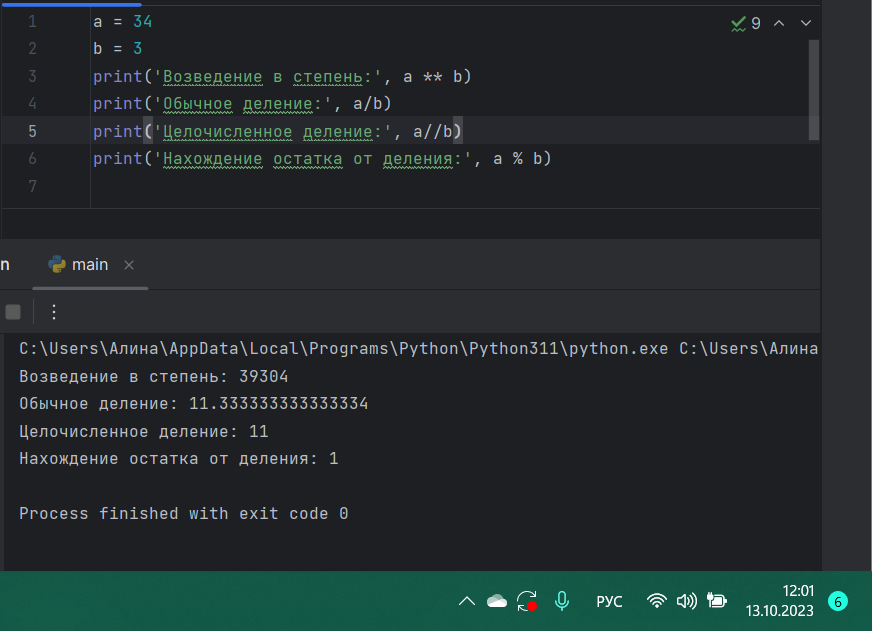 1 a = 34
2 b = 3
3 print('Возведение в степень:', a ** b)
4 print('Обычное деление:', a/b)
5 print('Целочисленное деление:', a//b)
6 print('Нахождение остатка от деления:', a % b)
7
9
n main
C:\Users\Алина\AppData\Local\Programs\Python\Python311\python.exe C:\Users\Алина
Возведение в степень: 39304
Обычное деление: 11.333333333333334
Целочисленное деление: 11
Нахождение остатка от деления: 1
Process finished with exit code 0
РУС
12:01
13.10.2023
6